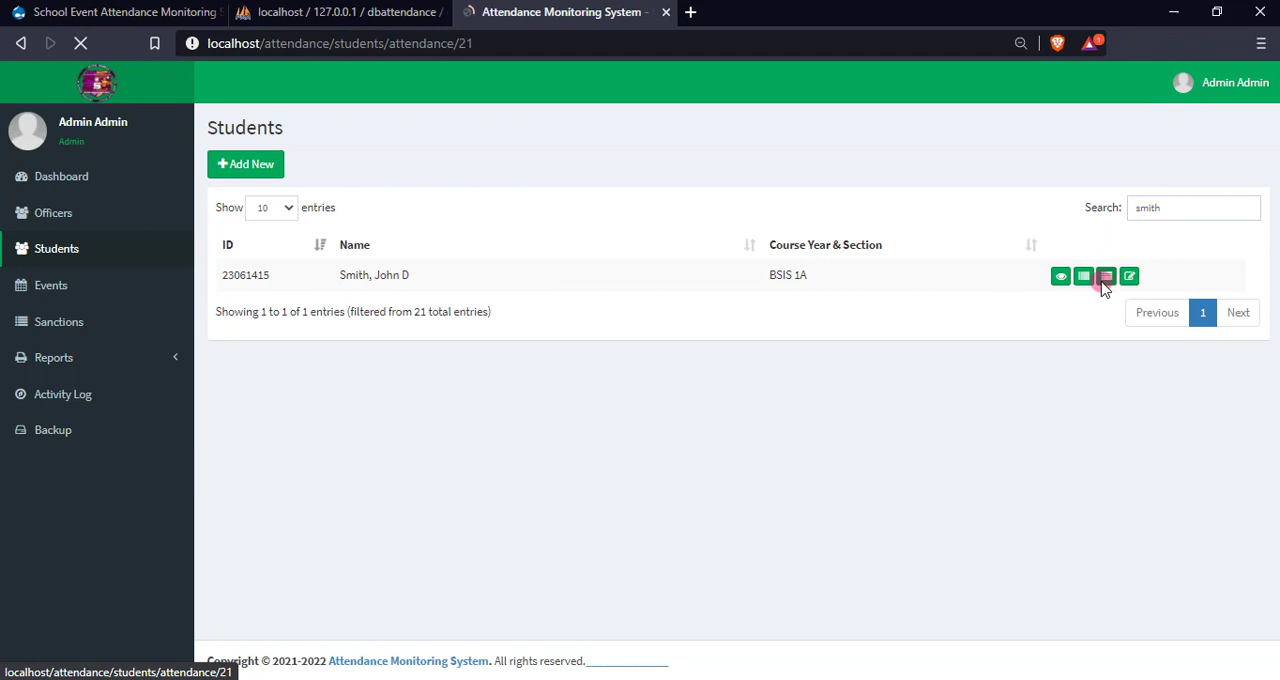 School Event Attendance Monitoring S
localhost / 127.0.0.1 / dbattendance /
Attendance Monitoring System -
localhost/attendance/students/attendance/21
1
Admin Admin
Admin Admin
Admin
Dashboard
Officers
Students
Events
Sanctions
Reports
Activity Log
Backup
Students
Add New
Show 10 entries
Search: smith
ID Name Course Year & Section
23061415 Smith, John D BSIS 1A
Showing 1 to 1 of 1 entries (filtered from 21 total entries)
Previous 1 Next
Copyright © 2021-2022 Attendance Monitoring System. All rights reserved.
localhost/attendance/students/attendance/21